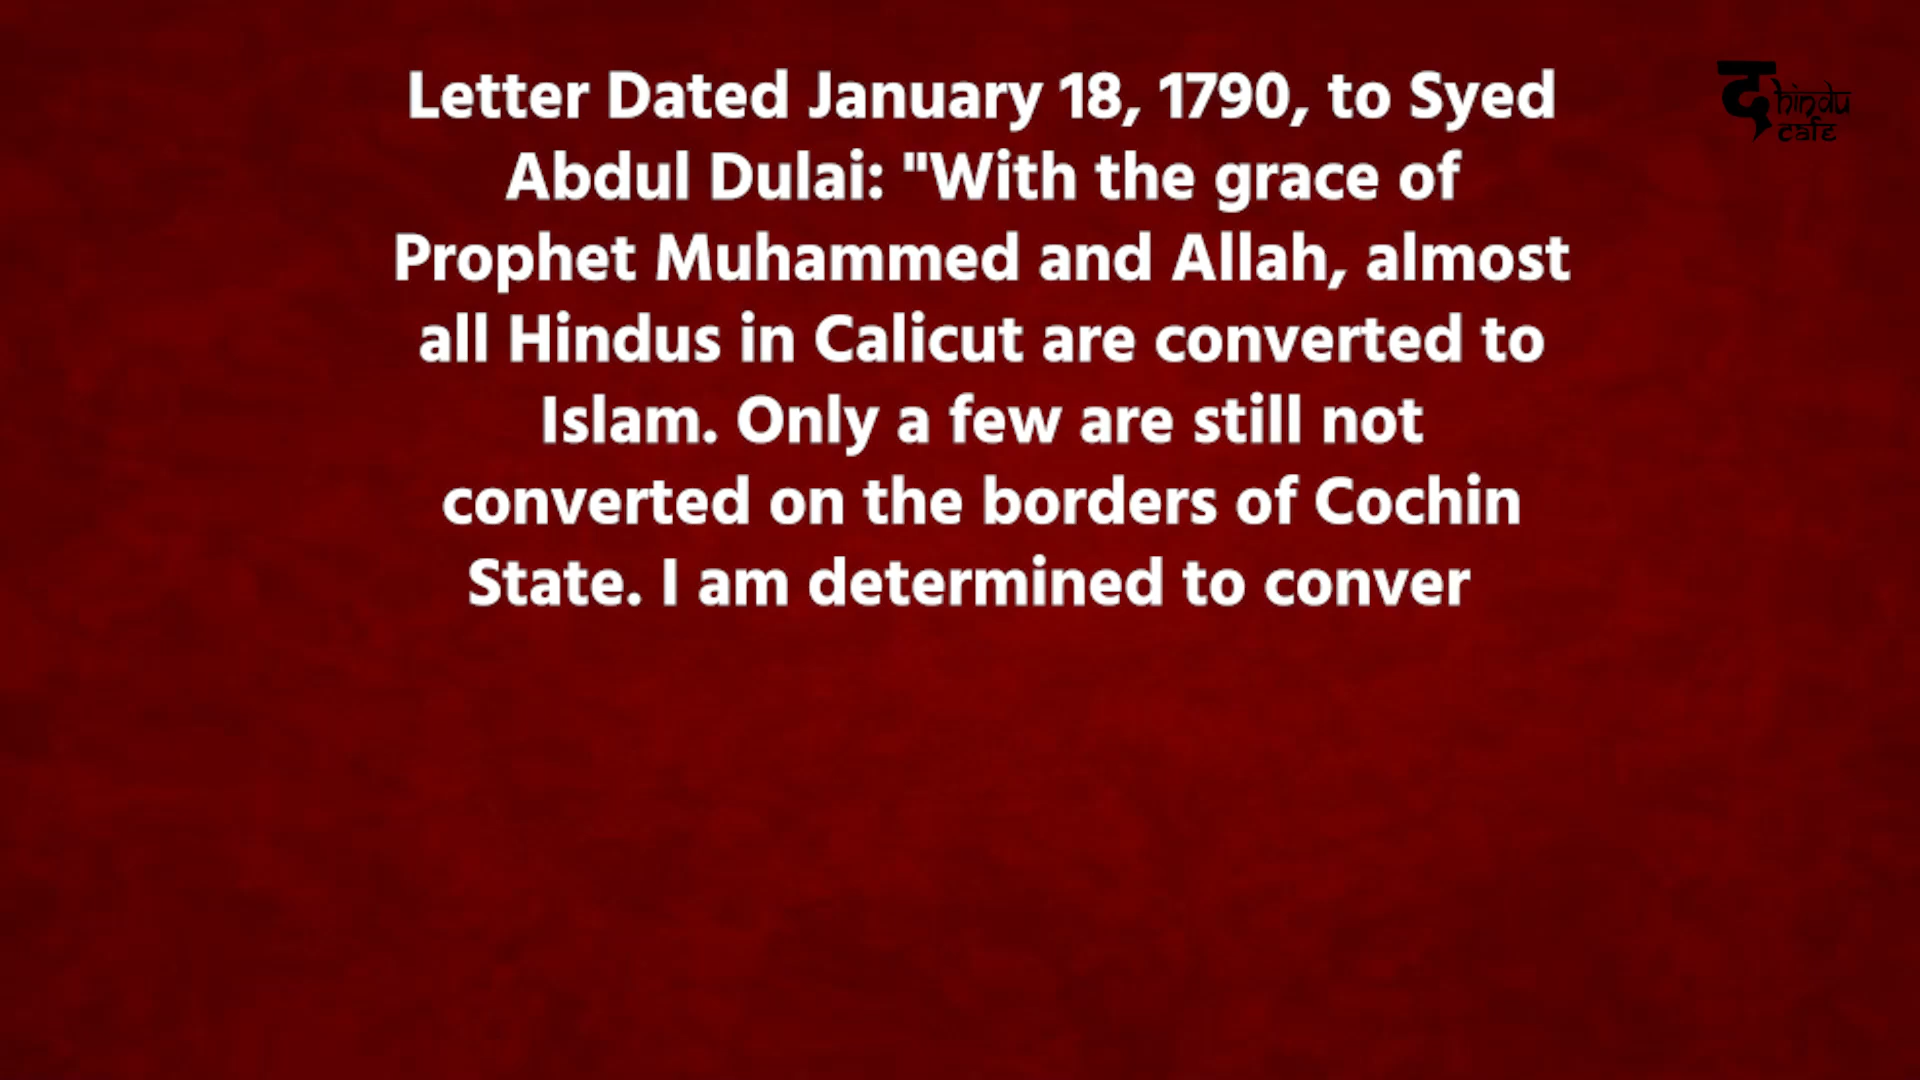 Letter Dated January 18, 1790, to Syed
Abdul Dulai: "With the grace of
Prophet Muhammed and Allah, almost
all Hindus in Calicut are converted to
Islam. Only a few are still not
converted on the borders of Cochin
State. I am determined to conver
द hindu
cafe